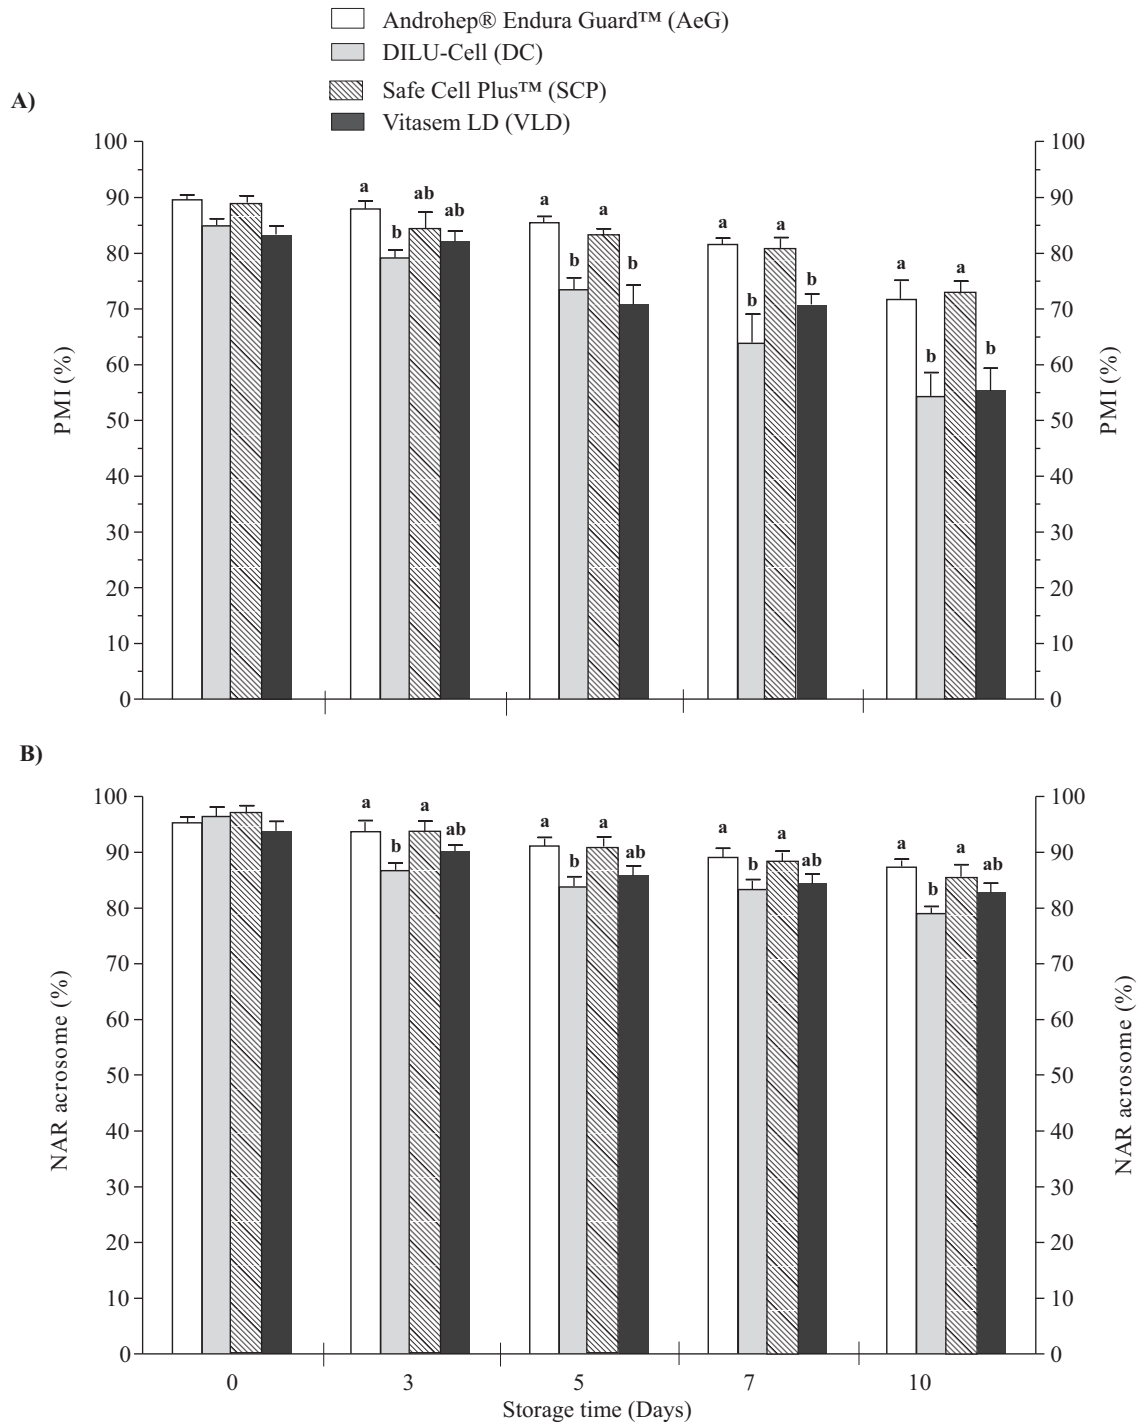 Androhep® Endura Guard™ (AeG)
DILU-Cell (DC)
Safe Cell Plus™ (SCP)
Vitasem LD (VLD)
A)
100 100
90 90
80 80
70 70
60 60
50 50
40 40
30 30
20 20
10 10
0 0
PMI (%)
PMI (%)
a b ab ab
a b a b
a b a b
a b a b
B)
100 100
90 90
80 80
70 70
60 60
50 50
40 40
30 30
20 20
10 10
0 0
NAR acrosome (%)
NAR acrosome (%)
a b a ab
a b a ab
a b a ab
a b a ab
0 3 5 7 10
Storage time (Days)